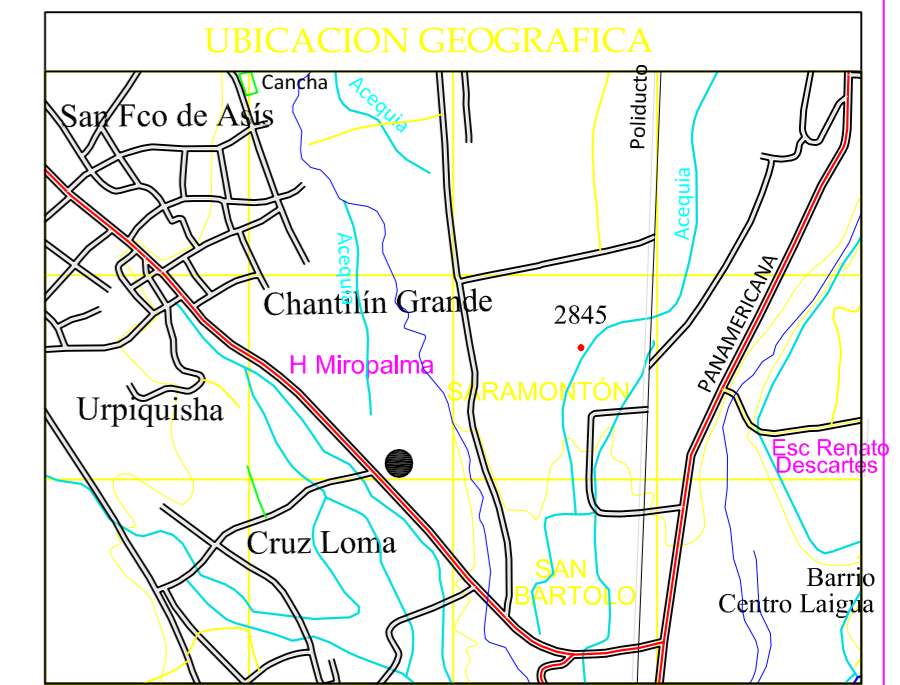 UBICACION GEOGRAFICA
Cancha
Acequia
San Fco de Asís
Poliducto
Acequia
Acequia
Chantilín Grande
2845
PANAMERICANA
H Miropalma
SARAMONTÓN
Urpiquisha
Esc Renato
Descartes
Cruz Loma
SAN
BARTOLO
Barrio
Centro Laigua